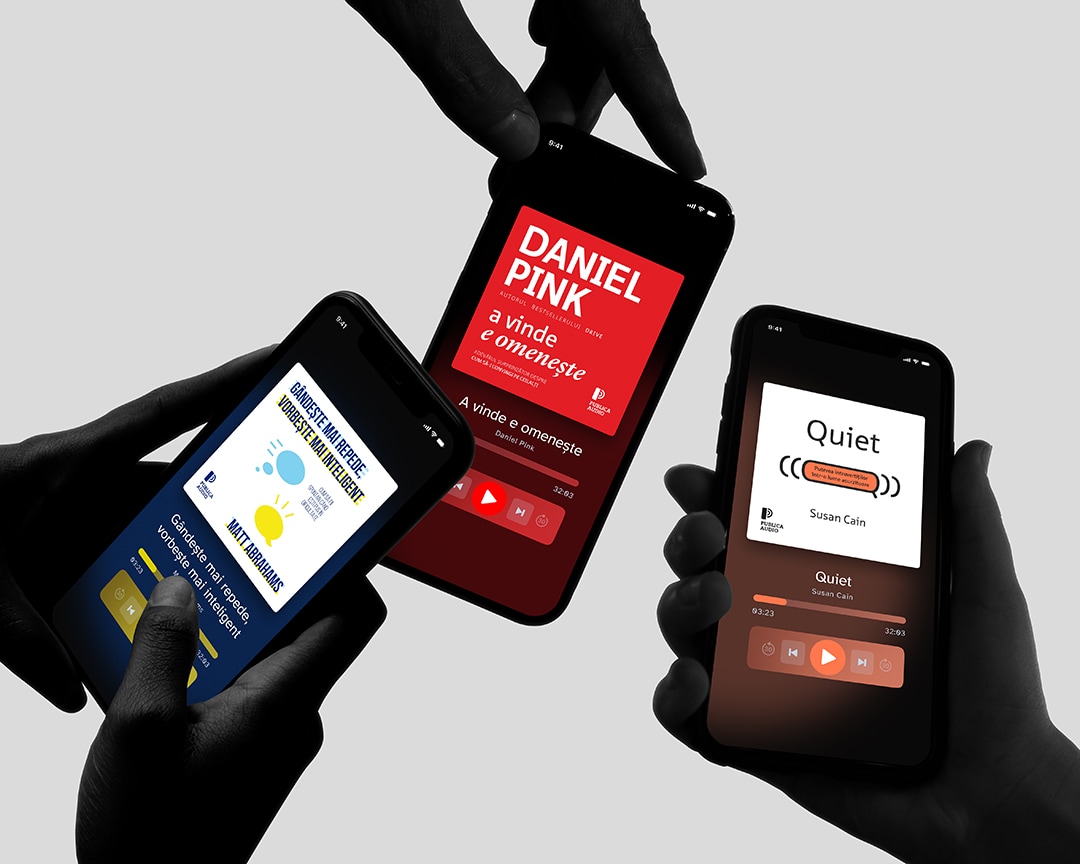 9:41
GÂNDEȘTE MAI REPEDE,
VORBEȘTE MAI INTELIGENT
PUBLICA
AUDIO
MATT ABRAHAMS
Gândește mai repede,
vorbește mai inteligent
03:23
32:03
9:41
DANIEL
PINK
AUTORUL BESTSELLERULUI DRIVE
a vinde
e omenește
ADEVĂRUL SURPRINZĂTOR DESPRE
CUM SĂ-I CONVINGI PE CEILALȚI
PUBLICA
AUDIO
A vinde e omenește
Daniel Pink
32:03
30
9:41
Quiet
Puterea introvertiților
într-o lume asurzitoare
Susan Cain
PUBLICA
AUDIO
Quiet
Susan Cain
03:23
32:03
30
30